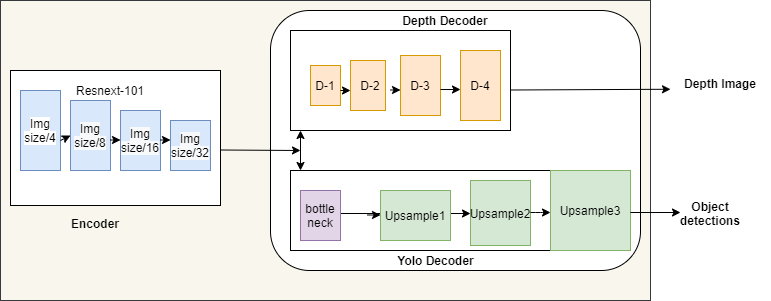 Depth Decoder
Resnext-101
Img
size/4
Img
size/8
Img
size/16
Img
size/32
Encoder
D-1
D-2
D-3
D-4
Depth Image
bottle
neck
Upsample1
Upsample2
Upsample3
Object
detections
Yolo Decoder